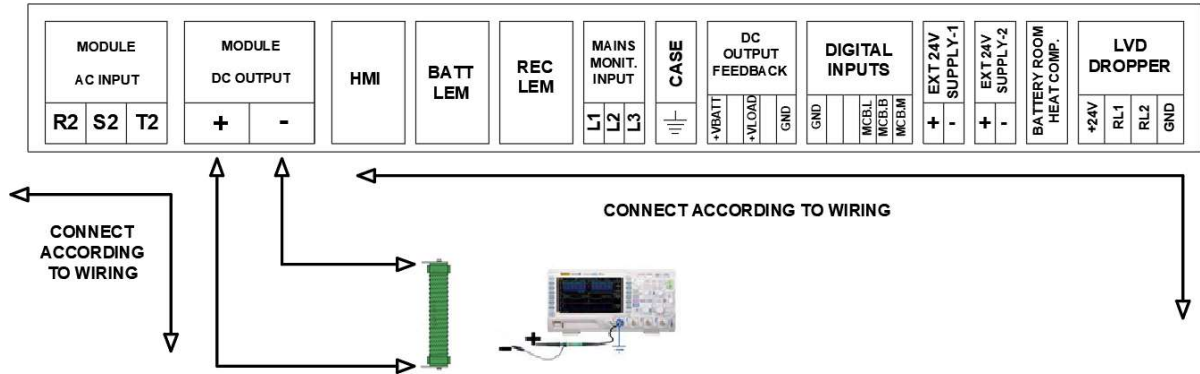 MODULE
AC INPUT
R2 S2 T2
MODULE
DC OUTPUT
+ -
HMI
BATT
LEM
REC
LEM
MAINS
MONIT.
INPUT
L1
L2
L3
CASE
DC
OUTPUT
FEEDBACK
+VBATT
+VLOAD
GND
DIGITAL
INPUTS
GND
MCB.L
MCB.B
MCB.M
EXT 24V
SUPPLY-1
+ -
EXT 24V
SUPPLY-2
+ -
BATTERY ROOM
HEAT COMP.
LVD
DROPPER
+24V
RL1
RL2
GND
CONNECT
ACCORDING
TO WIRING
CONNECT ACCORDING TO WIRING
+
-